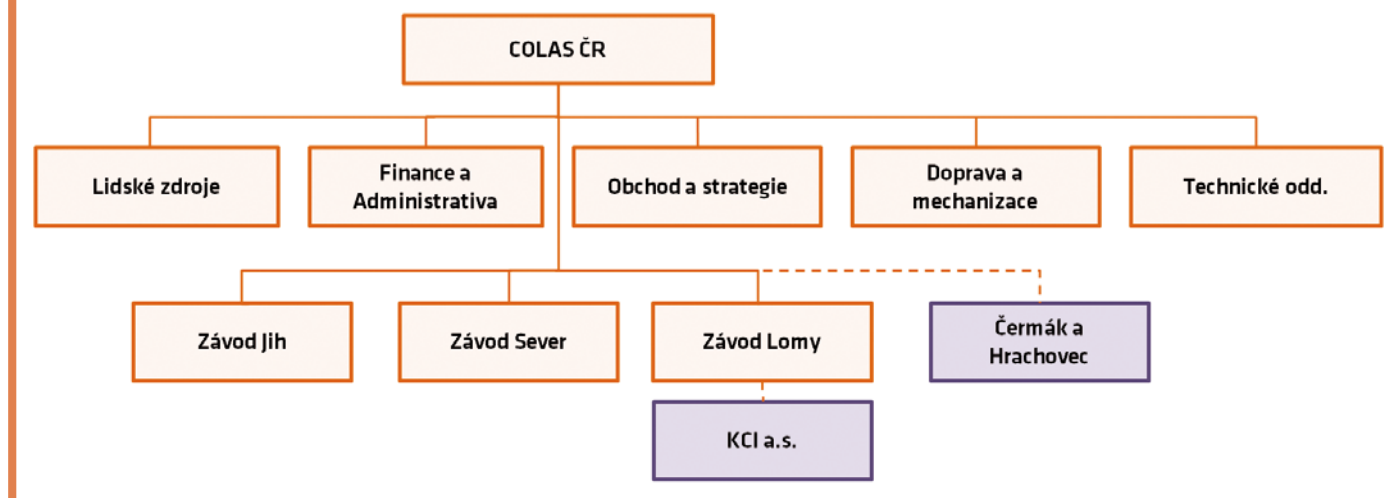 COLAS ČR
Lidské zdroje
Finance a
Administrativa
Obchod a strategie
Doprava a
mechanizace
Technické odd.
Závod Jih
Závod Sever
Závod Lomy
Čermák a
Hrachovec
KCI a.s.